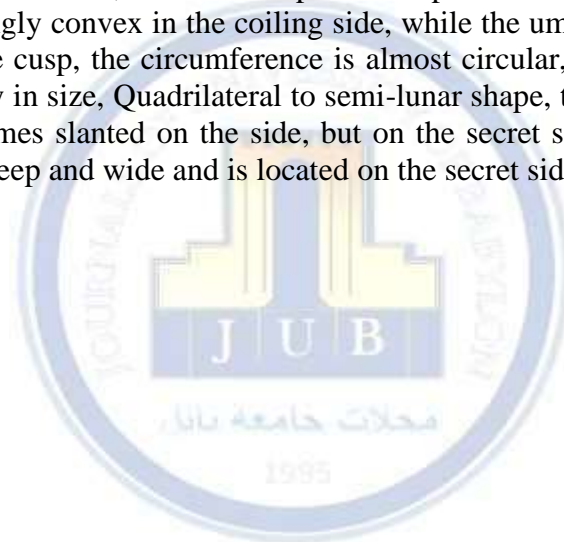 ngly convex in the coiling side, while the um
e cusp, the circumference is almost circular,
y in size, Quadrilateral to semi-lunar shape, t
mes slanted on the side, but on the secret s
eep and wide and is located on the secret sid
JOURNAL
BABYLON
J U B
مجلات جامعة بابل
1995